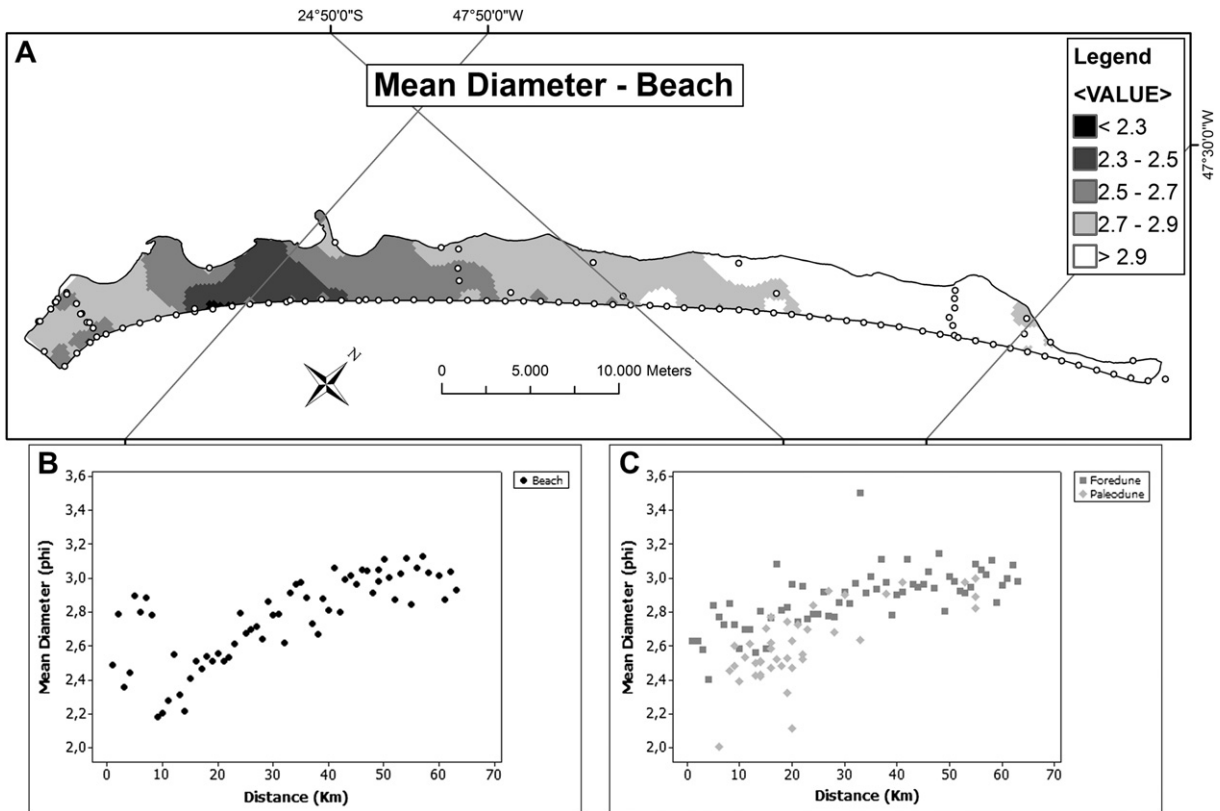 24°50'0"S
47°50'0"W
A
Mean Diameter - Beach
Legend
<VALUE>
< 2.3
2.3 - 2.5
2.5 - 2.7
2.7 - 2.9
> 2.9
47°30'0"W
N
0 5.000 10.000 Meters
B
Beach
Mean Diameter (phi)
3,6
3,4
3,2
3,0
2,8
2,6
2,4
2,2
2,0
0 10 20 30 40 50 60 70
Distance (Km)
C
Foredune
Paleodune
Mean Diameter (phi)
3,6
3,4
3,2
3,0
2,8
2,6
2,4
2,2
2,0
0 10 20 30 40 50 60 70
Distance (Km)